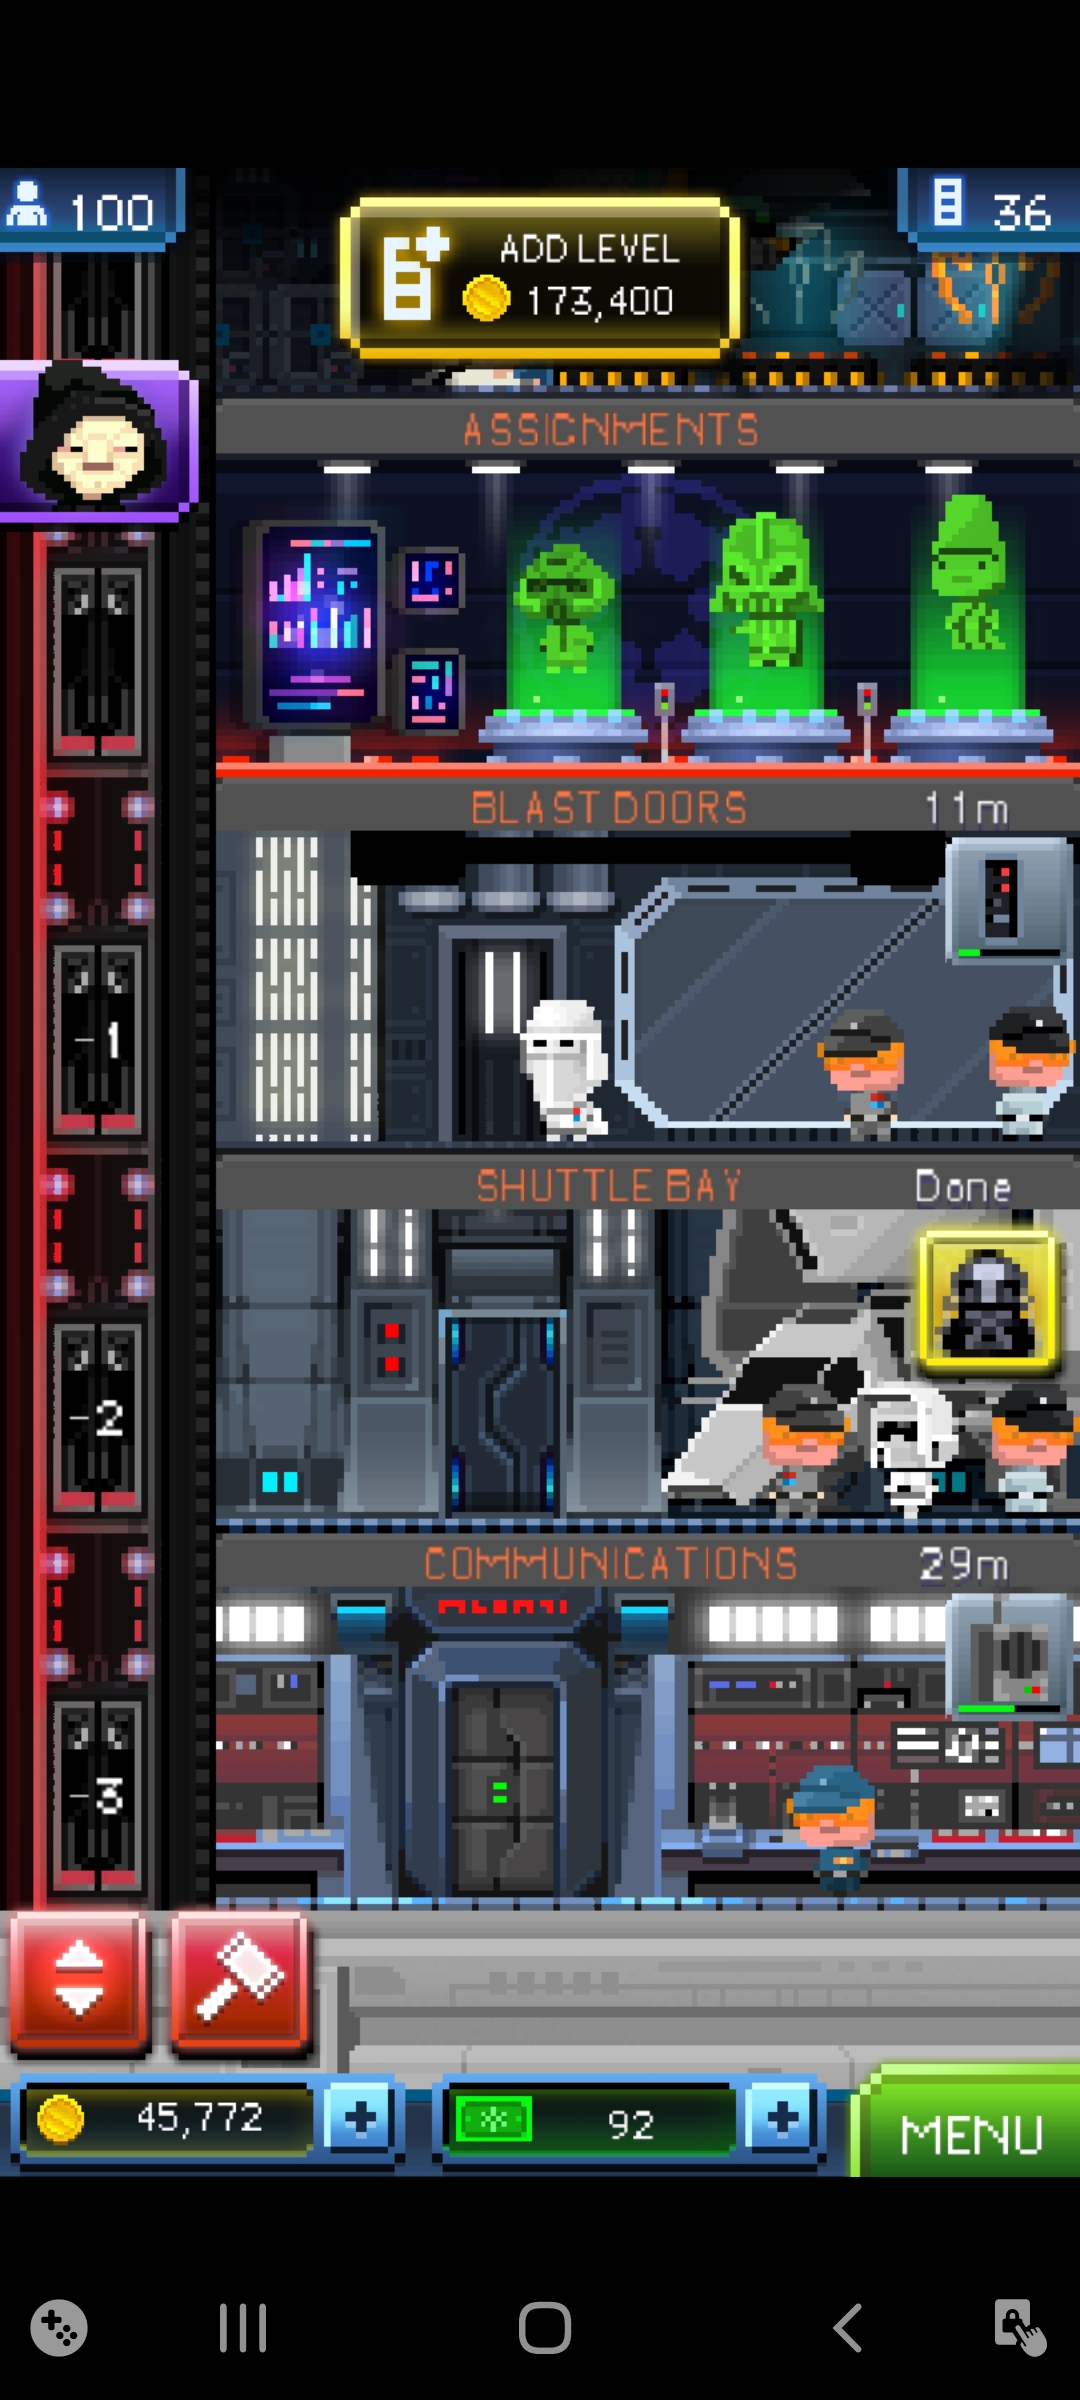 100
ADD LEVEL
173,400
36
ASSIGNMENTS
BLAST DOORS
11m
-1
SHUTTLE BAY
Done
-2
COMMUNICATIONS
29m
-3
45,772
92
MENU